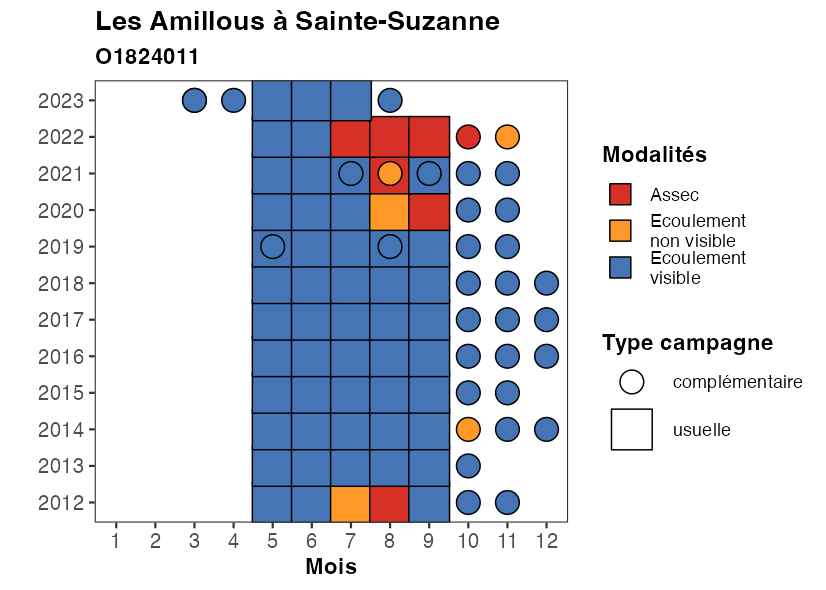 Les Amillous à Sainte-Suzanne
O1824011
2023
2022
2021
2020
2019
2018
2017
2016
2015
2014
2013
2012
1 2 3 4 5 6 7 8 9 10 11 12
Mois
Modalités
Assec
Ecoulement
non visible
Ecoulement
visible
Type campagne
complémentaire
usuelle